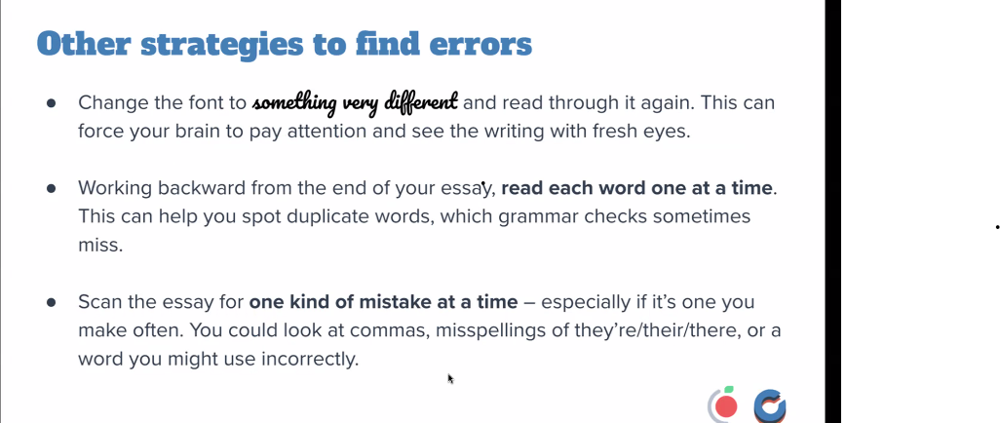 Other strategies to find errors
● Change the font to something very different and read through it again. This can
force your brain to pay attention and see the writing with fresh eyes.
● Working backward from the end of your essay, read each word one at a time.
This can help you spot duplicate words, which grammar checks sometimes
miss.
● Scan the essay for one kind of mistake at a time – especially if it’s one you
make often. You could look at commas, misspellings of they’re/their/there, or a
word you might use incorrectly.